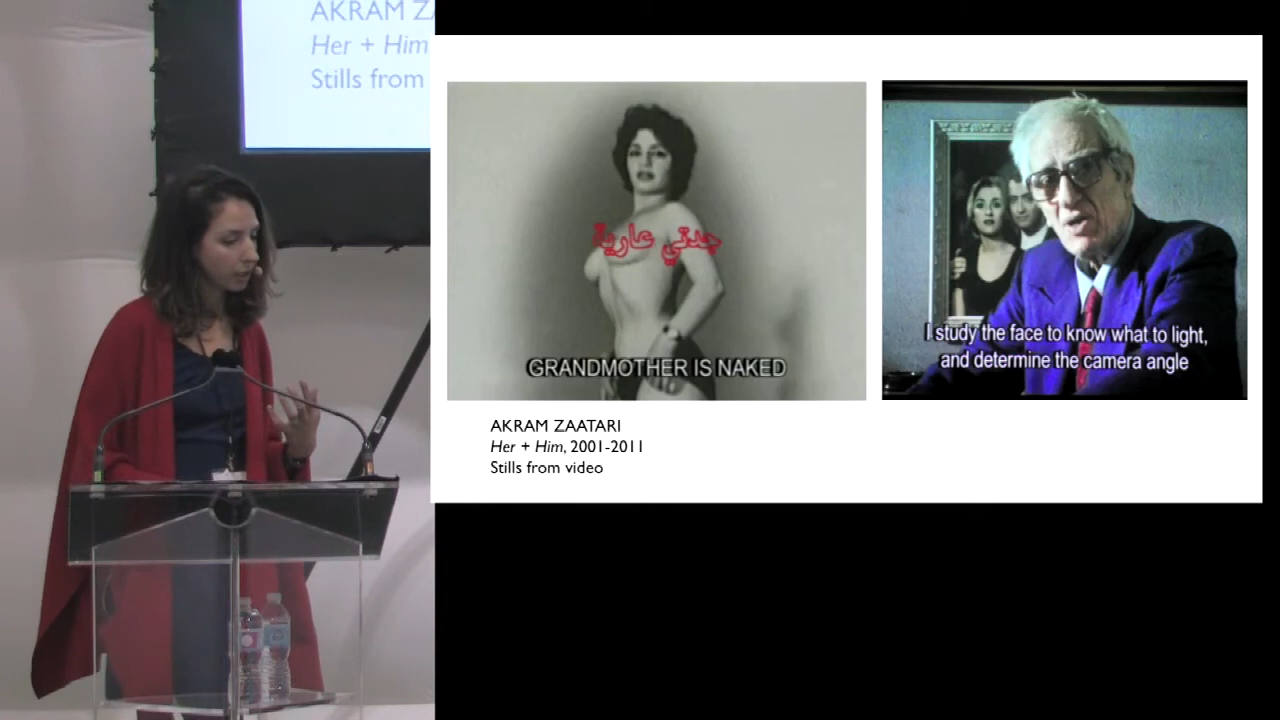 AKRAM ZA
Her + Him
Stills from
جدتي عارية
GRANDMOTHER IS NAKED
I study the face to know what to light,
and determine the camera angle
AKRAM ZAATARI
Her + Him, 2001-2011
Stills from video